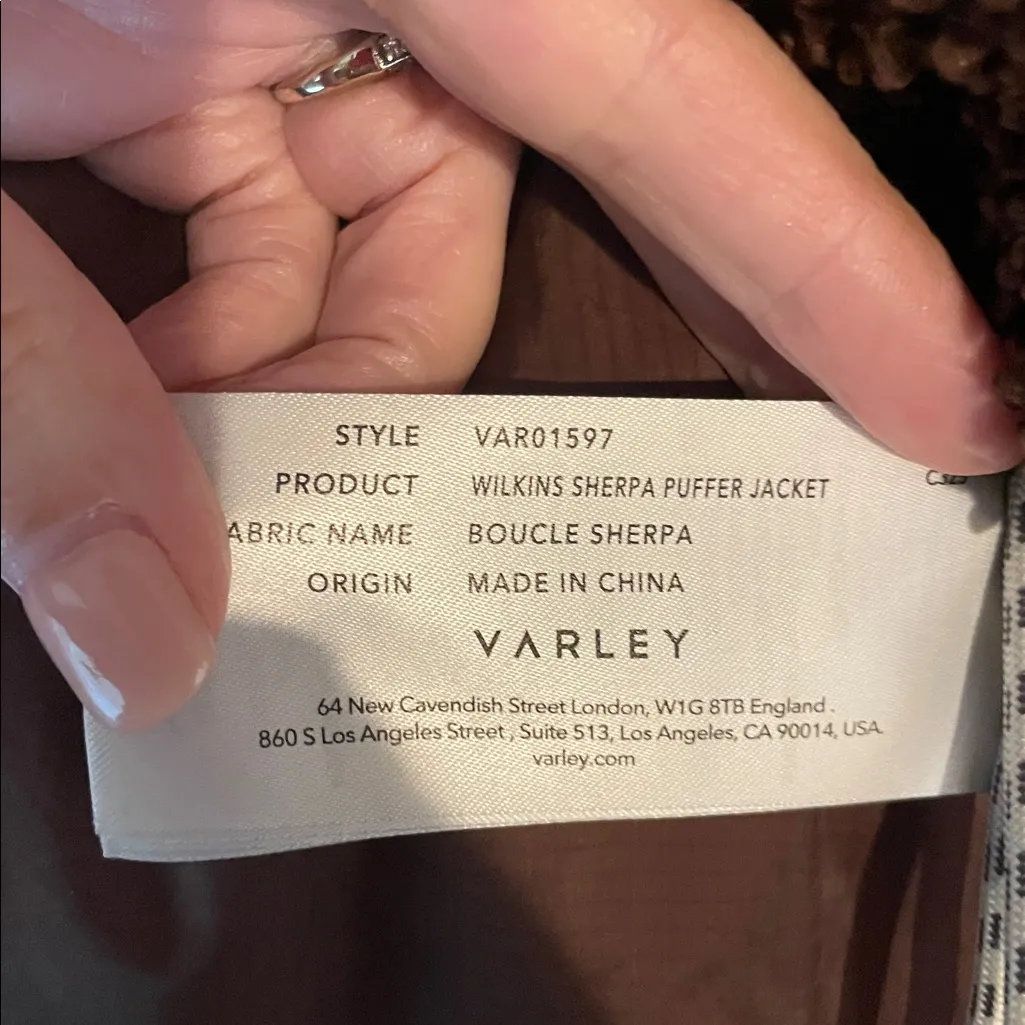 STYLE VAR01597
PRODUCT WILKINS SHERPA PUFFER JACKET
ABRIC NAME BOUCLE SHERPA
ORIGIN MADE IN CHINA
VARLEY
64 New Cavendish Street London, W1G 8TB England .
860 S Los Angeles Street , Suite 513, Los Angeles, CA 90014, USA.
varley.com